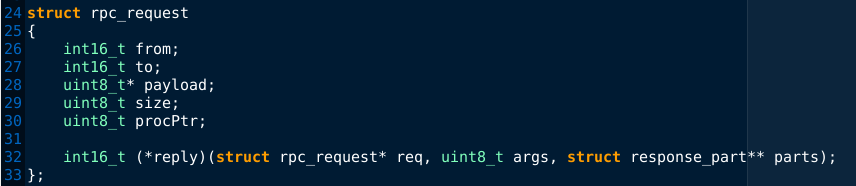 24 struct rpc_request
25 {
26     int16_t from;
27     int16_t to;
28     uint8_t* payload;
29     uint8_t size;
30     uint8_t procPtr;
31
32     int16_t (*reply)(struct rpc_request* req, uint8_t args, struct response_part** parts);
33 };